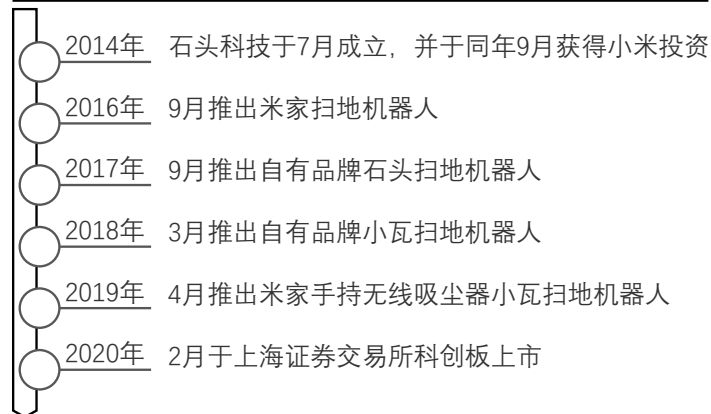 2014年 石头科技于7月成立，并于同年9月获得小米投资
2016年 9月推出米家扫地机器人
2017年 9月推出自有品牌石头扫地机器人
2018年 3月推出自有品牌小瓦扫地机器人
2019年 4月推出米家手持无线吸尘器小瓦扫地机器人
2020年 2月于上海证券交易所科创板上市